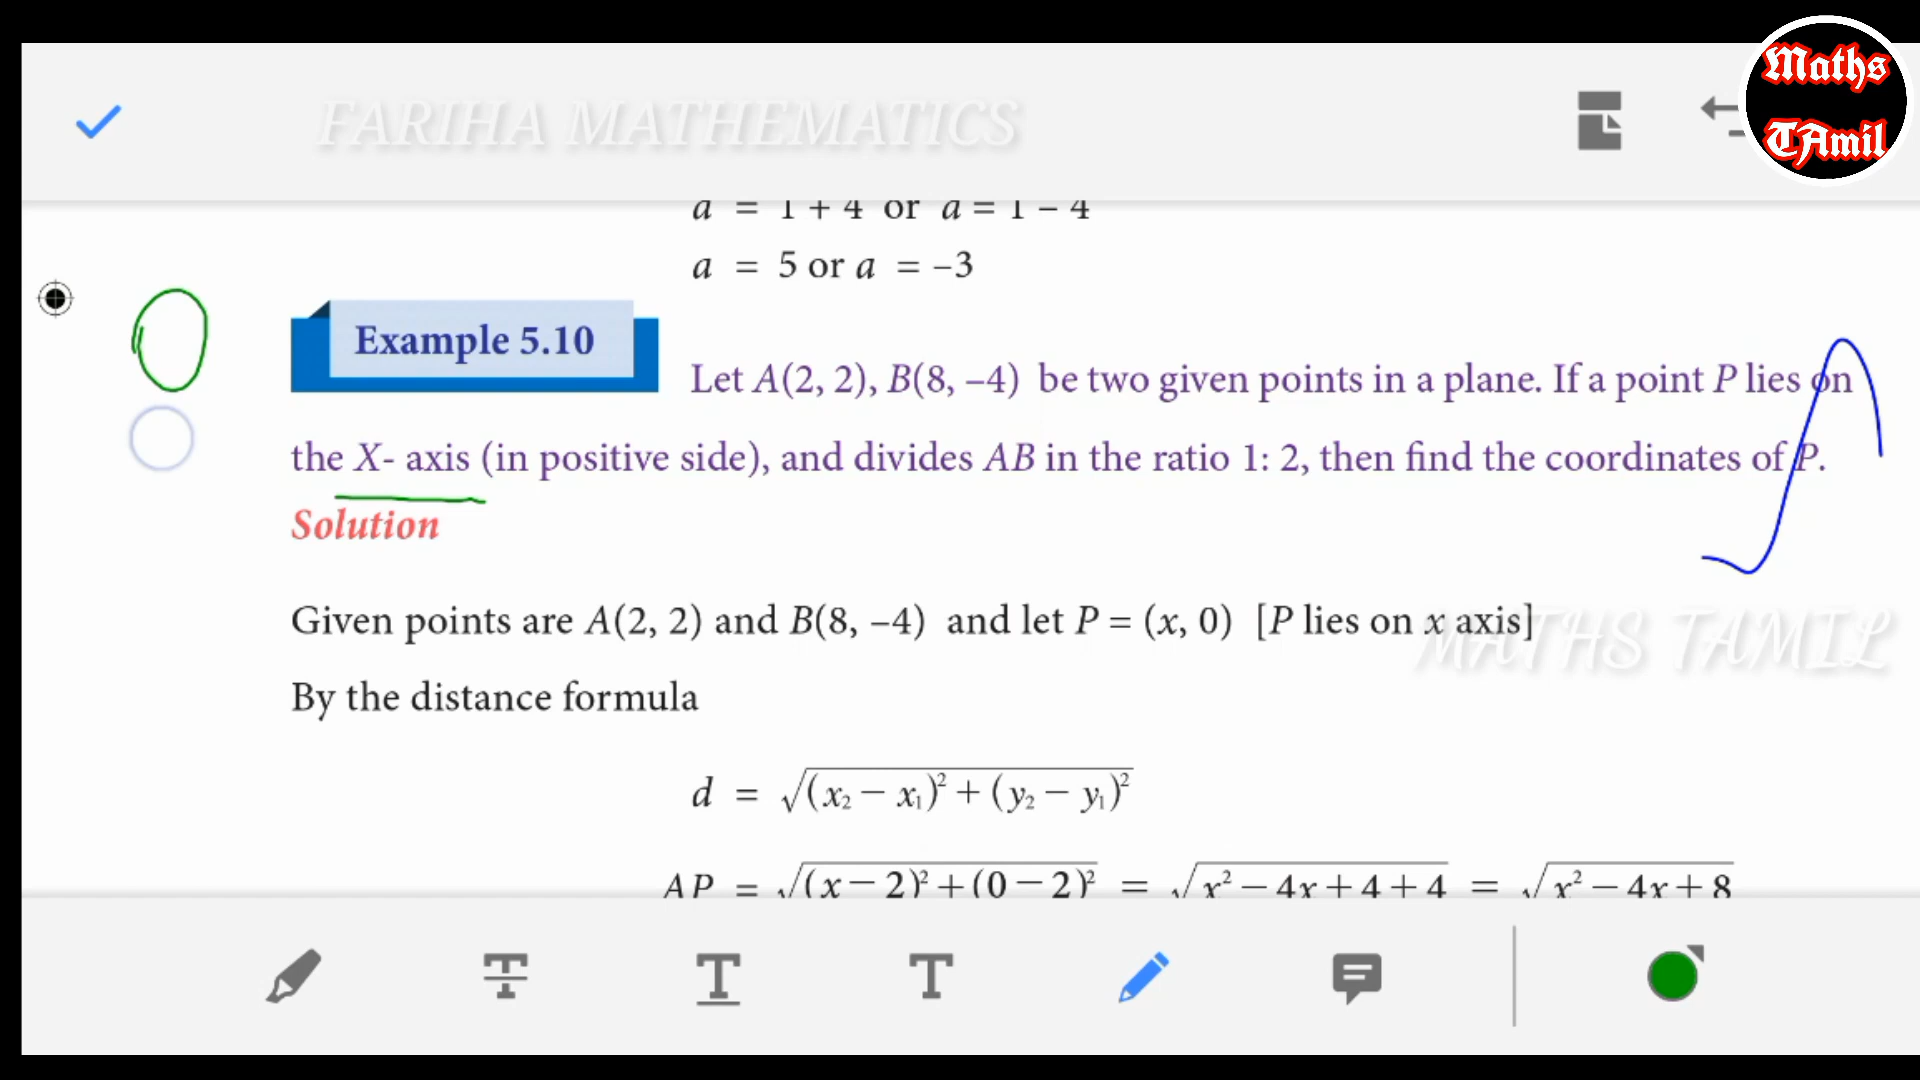 Maths
TAmil
FARIHA MATHEMATICS
a = 1 + 4 or a = 1 – 4
a = 5 or a = –3
Example 5.10
Let A(2, 2), B(8, –4) be two given points in a plane. If a point P lies on
the X- axis (in positive side), and divides AB in the ratio 1: 2, then find the coordinates of P.
Solution
Given points are A(2, 2) and B(8, –4) and let P = (x, 0) [P lies on x axis]
MATHS TAMIL
By the distance formula
d = √(x₂ − x₁)² + (y₂ − y₁)²
AP = √(x − 2)² + (0 − 2)² = √x² − 4x + 4 + 4 = √x² − 4x + 8